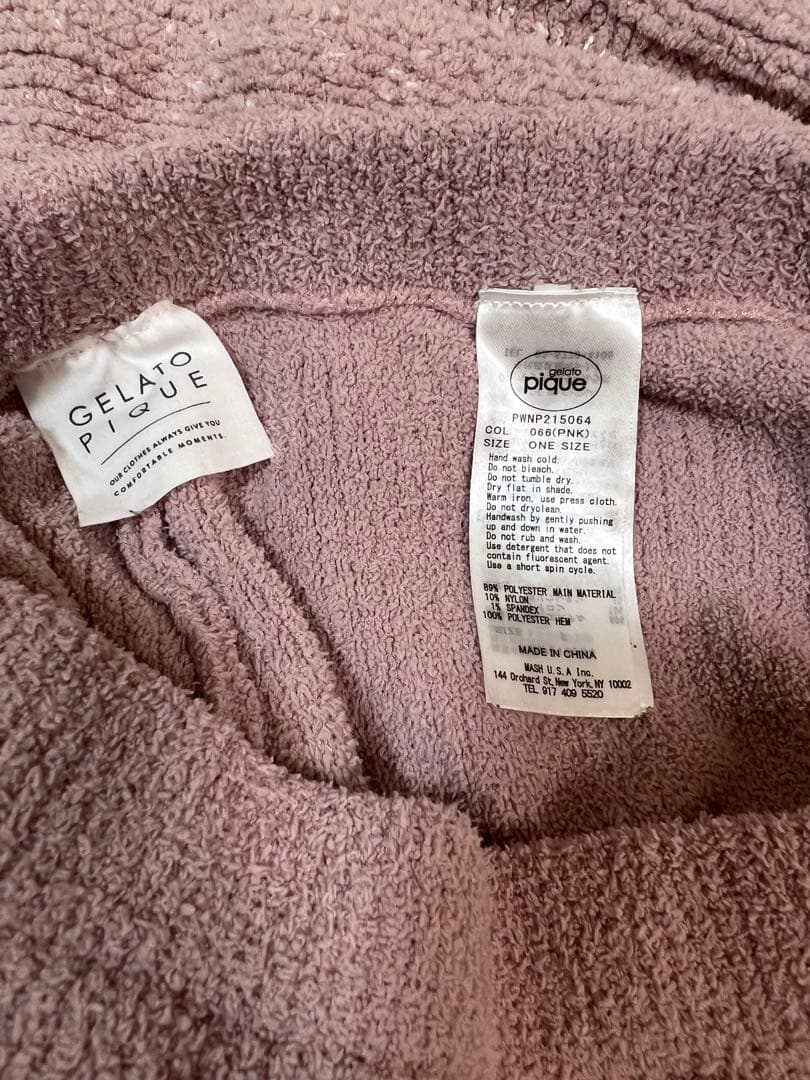 GELATO
PIQUE
OUR CLOTHES ALWAYS GIVE YOU
COMFORTABLE MOMENTS.
gelato
pique
PWNP215064
COL 066(PNK)
SIZE ONE SIZE
Hand wash cold.
Do not bleach.
Do not tumble dry.
Dry flat in shade.
Warm iron, use press cloth.
Do not dryclean.
Handwash by gently pushing
up and down in water.
Do not rub and wash.
Use detergent that does not
contain fluorescent agent.
Use a short spin cycle.
89% POLYESTER MAIN MATERIAL
10% NYLON
1% SPANDEX
100% POLYESTER HEM
MADE IN CHINA
MASH U.S.A Inc.
144 Orchard St, New York, NY 10002
TEL 917 409 5520